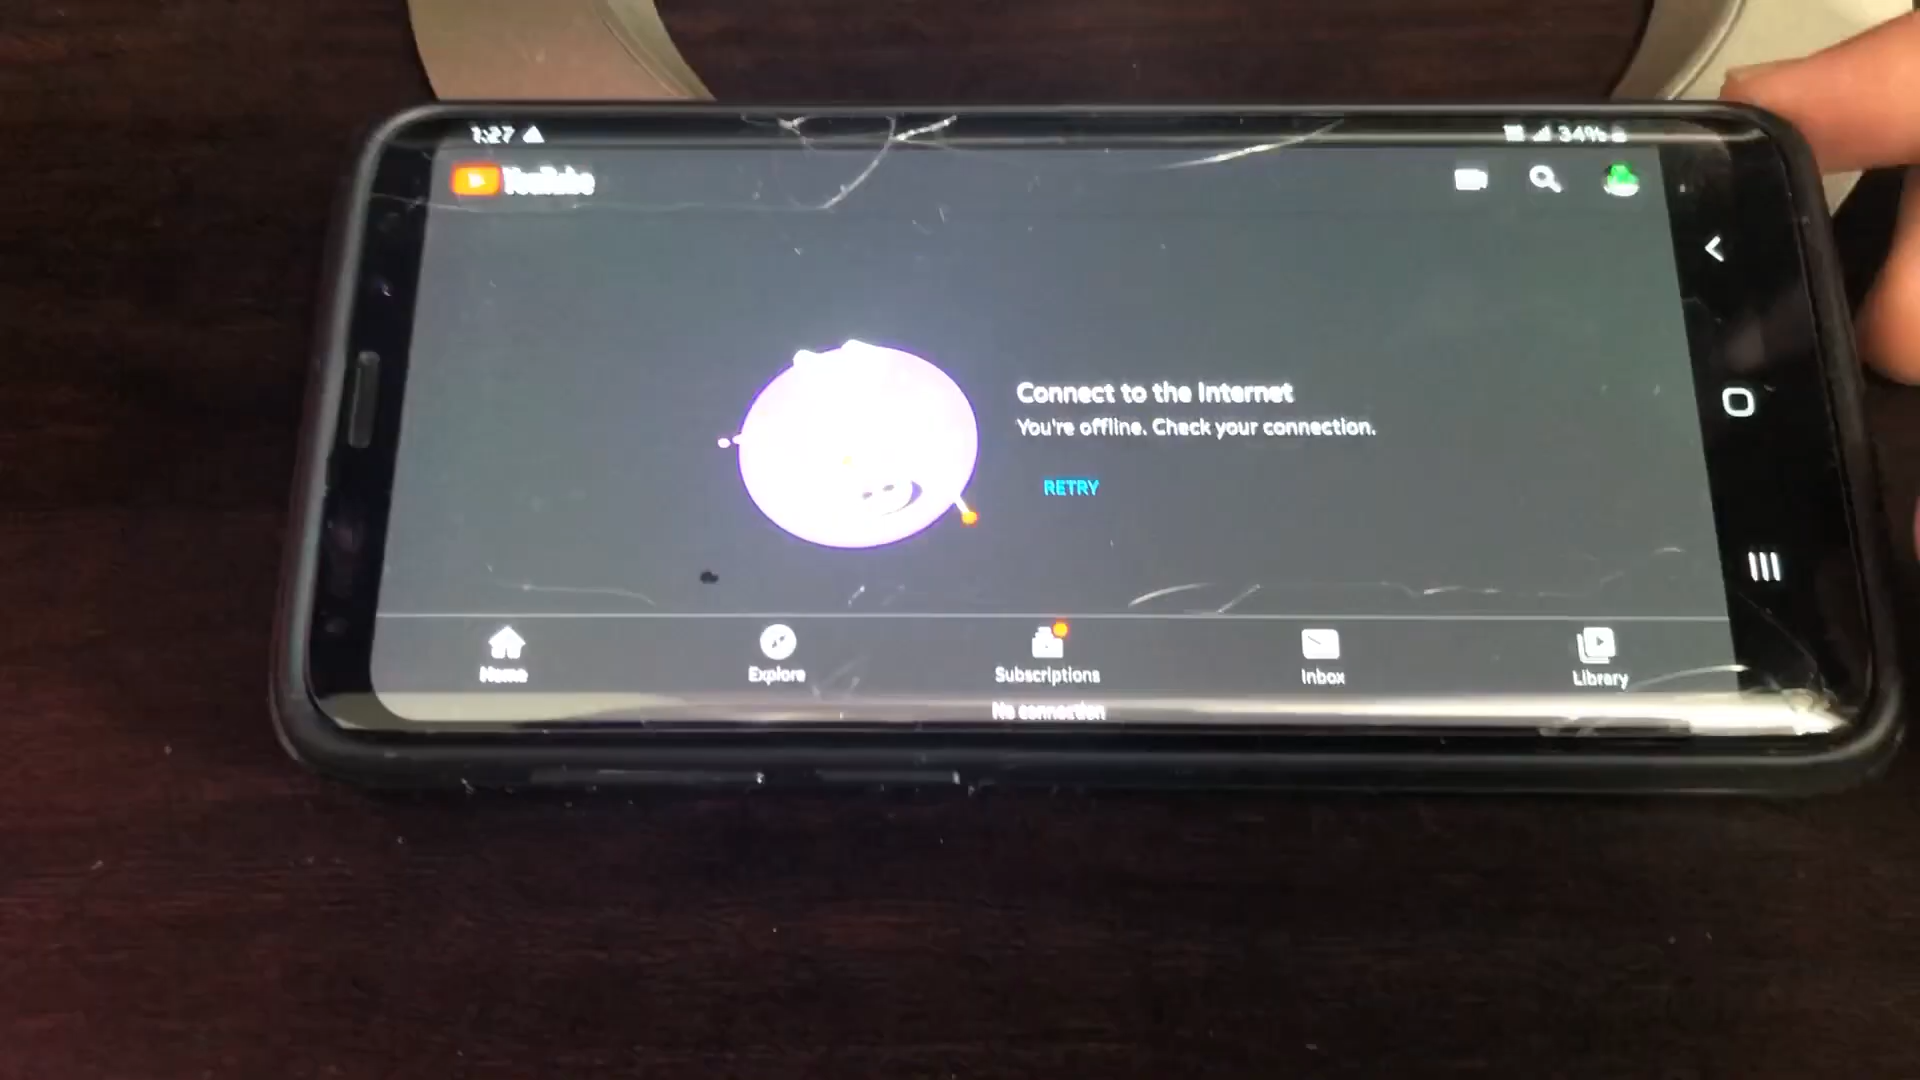 1:27
34%
YouTube
Connect to the Internet
You're offline. Check your connection.
RETRY
Home
Explore
Subscriptions
Inbox
Library
No connection